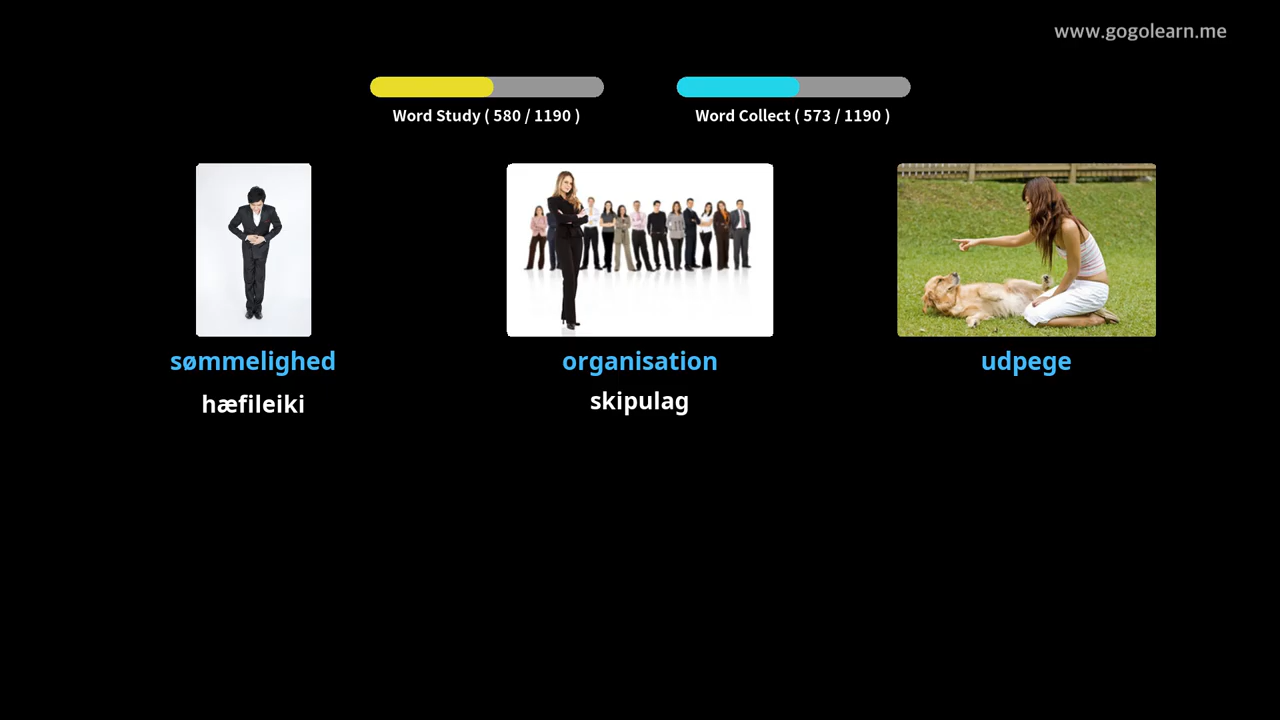 www.gogolearn.me
Word Study ( 580 / 1190 )
Word Collect ( 573 / 1190 )
sømmelighed
hæfileiki
organisation
skipulag
udpege